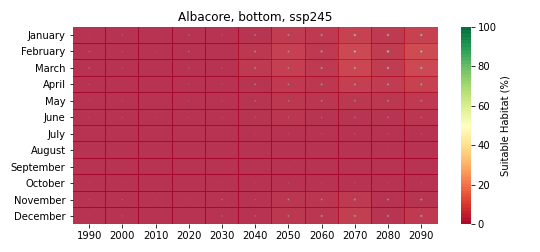 Albacore, bottom, ssp245
January
February
March
April
May
June
July
August
September
October
November
December
1990 2000 2010 2020 2030 2040 2050 2060 2070 2080 2090
100
80
60
40
20
0
Suitable Habitat (%)